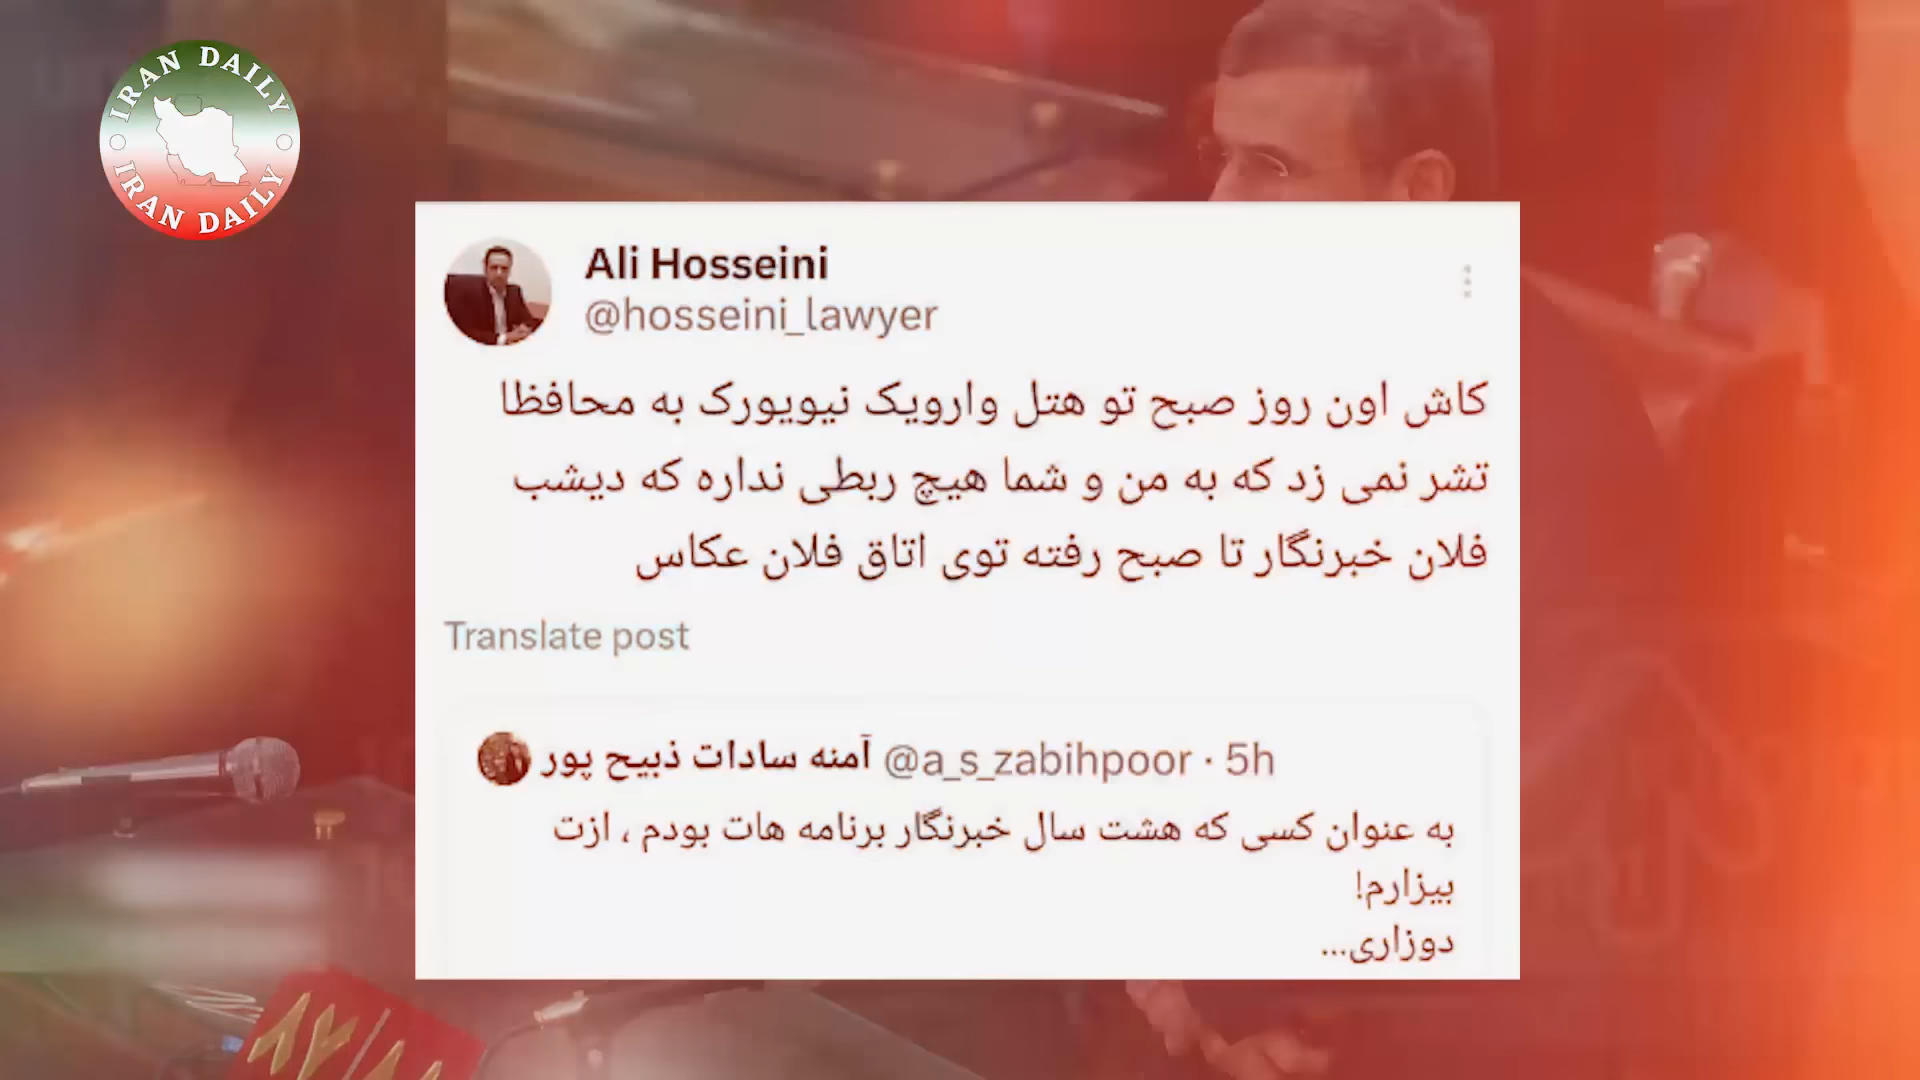 IRAN DAILY
IRAN DAILY
Ali Hosseini
@hosseini_lawyer
کاش اون روز صبح تو هتل وارویک نیویورک به محافظا
تشر نمی زد که به من و شما هیچ ربطی نداره که دیشب
فلان خبرنگار تا صبح رفته توی اتاق فلان عکاس
Translate post
آمنه سادات ذبیح پور @a_s_zabihpoor · 5h
به عنوان کسی که هشت سال خبرنگار برنامه هات بودم ، ازت
بیزارم!
دوزاری...